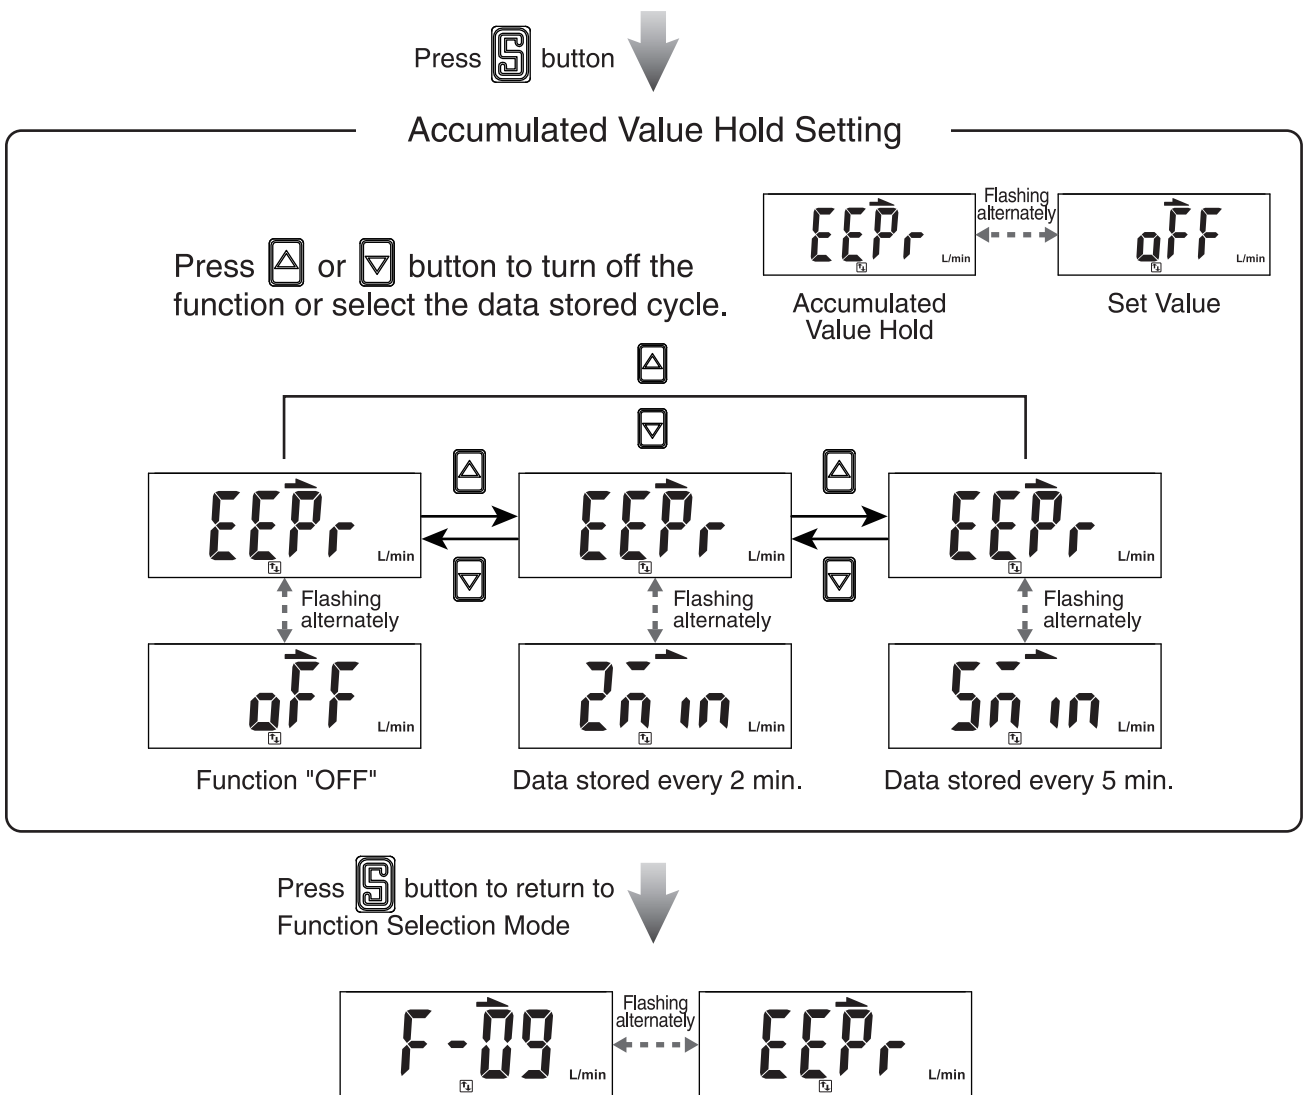 Press S button
Accumulated Value Hold Setting
Flashing
alternately
EEPr L/min
oFF L/min
Press or button to turn off the
function or select the data stored cycle.
Accumulated
Value Hold
Set Value
EEPr L/min
EEPr L/min
EEPr L/min
Flashing
alternately
Flashing
alternately
Flashing
alternately
oFF L/min
2min L/min
5min L/min
Function "OFF"
Data stored every 2 min.
Data stored every 5 min.
Press S button to return to
Function Selection Mode
Flashing
alternately
F-09 L/min
EEPr L/min